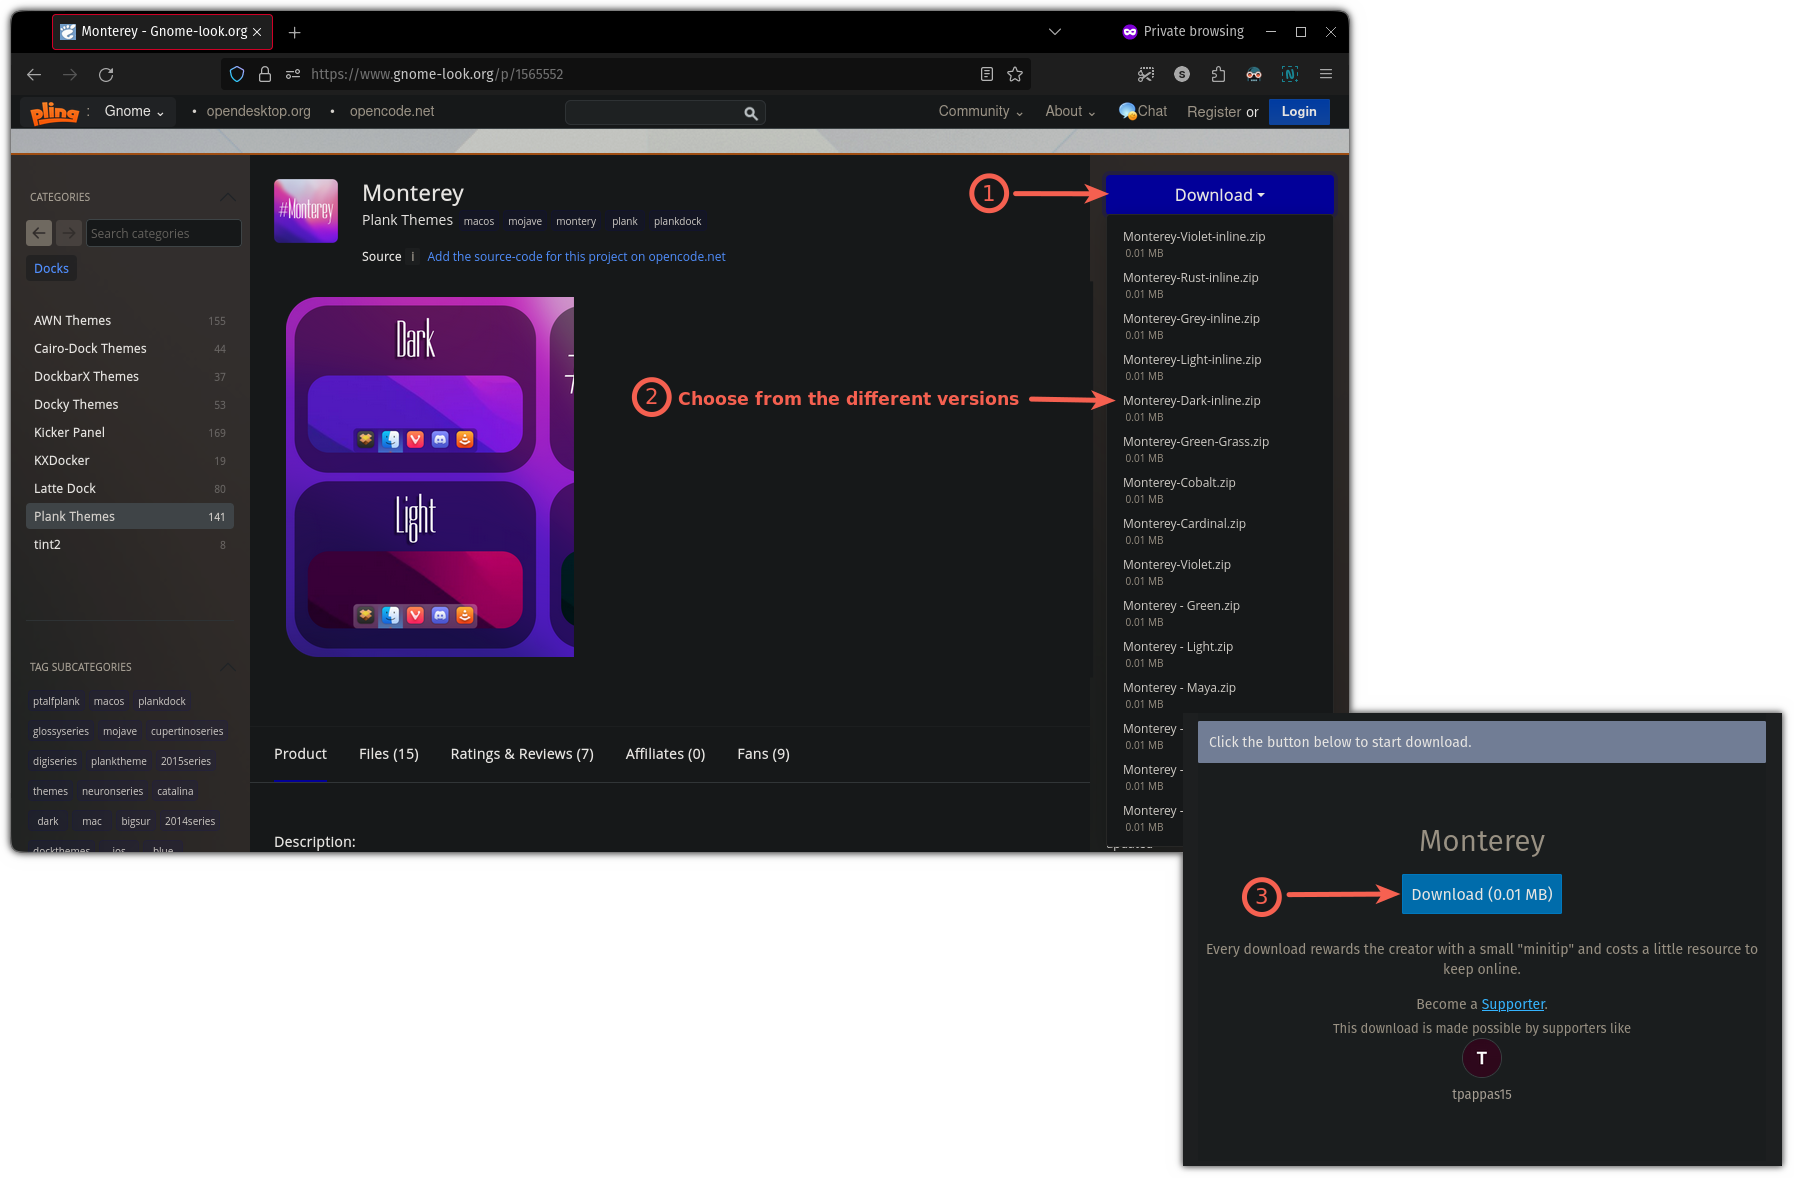 Monterey - Gnome-look.org
Private browsing
https://www.gnome-look.org/p/1565552
pling : Gnome
• opendesktop.org • opencode.net
Community About Chat Register or Login
CATEGORIES
Search categories
Docks
AWN Themes 155
Cairo-Dock Themes 44
DockbarX Themes 37
Docky Themes 53
Kicker Panel 169
KXDocker 19
Latte Dock 80
Plank Themes 141
tint2 8
TAG SUBCATEGORIES
ptalfplank macos plankdock
glossyseries mojave cupertinoseries
digiseries planktheme 2015series
themes neuronseries catalina
dark mac bigsur 2014series
dockthemes ios blue
#Monterey
Monterey
Plank Themes macos mojave montery plank plankdock
Source i Add the source-code for this project on opencode.net
Dark
Light
Product Files (15) Ratings & Reviews (7) Affiliates (0) Fans (9)
Description:
1
Download
2 Choose from the different versions
Monterey-Violet-inline.zip
0.01 MB
Monterey-Rust-inline.zip
0.01 MB
Monterey-Grey-inline.zip
0.01 MB
Monterey-Light-inline.zip
0.01 MB
Monterey-Dark-inline.zip
0.01 MB
Monterey-Green-Grass.zip
0.01 MB
Monterey-Cobalt.zip
0.01 MB
Monterey-Cardinal.zip
0.01 MB
Monterey-Violet.zip
0.01 MB
Monterey - Green.zip
0.01 MB
Monterey - Light.zip
0.01 MB
Monterey - Maya.zip
0.01 MB
Monterey -
0.01 MB
Monterey -
0.01 MB
Monterey -
0.01 MB
Click the button below to start download.
Monterey
3
Download (0.01 MB)
Every download rewards the creator with a small "minitip" and costs a little resource to
keep online.
Become a Supporter.
This download is made possible by supporters like
T
tpappas15